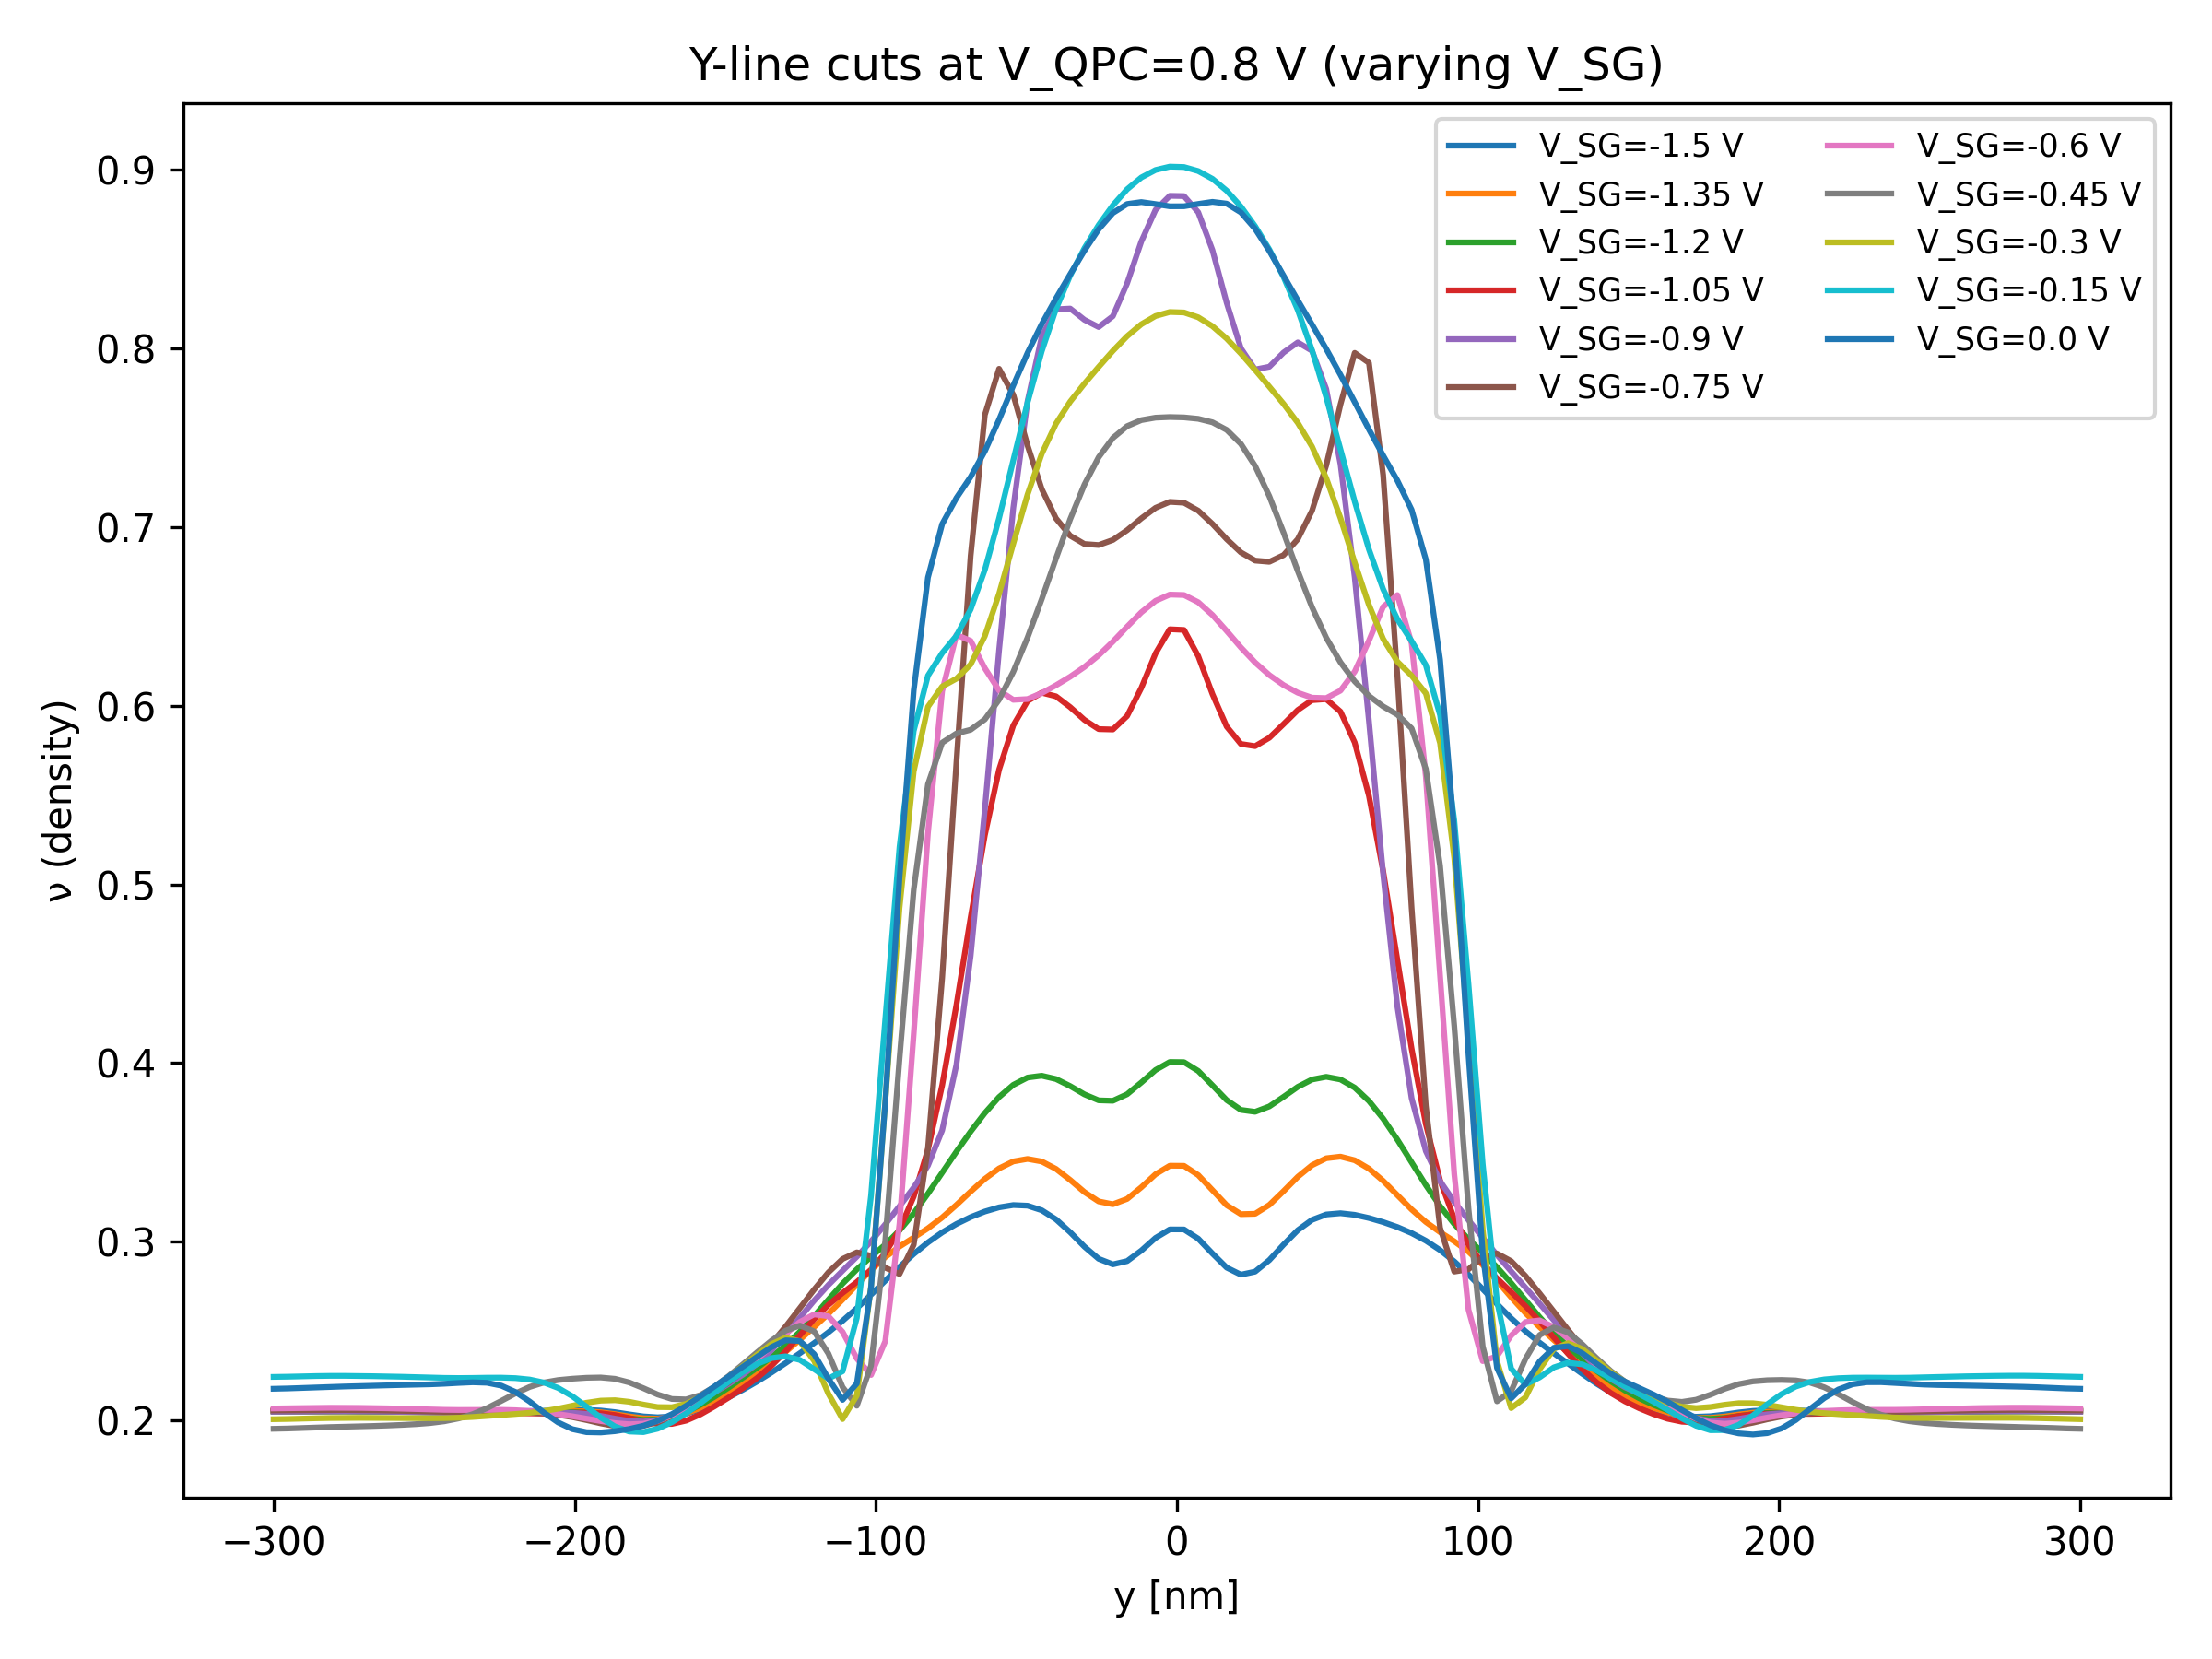 Y-line cuts at V_QPC=0.8 V (varying V_SG)
V_SG=-1.5 V
V_SG=-1.35 V
V_SG=-1.2 V
V_SG=-1.05 V
V_SG=-0.9 V
V_SG=-0.75 V
V_SG=-0.6 V
V_SG=-0.45 V
V_SG=-0.3 V
V_SG=-0.15 V
V_SG=0.0 V
0.9
0.8
0.7
0.6
0.5
0.4
0.3
0.2
ν (density)
−300
−200
−100
0
100
200
300
y [nm]